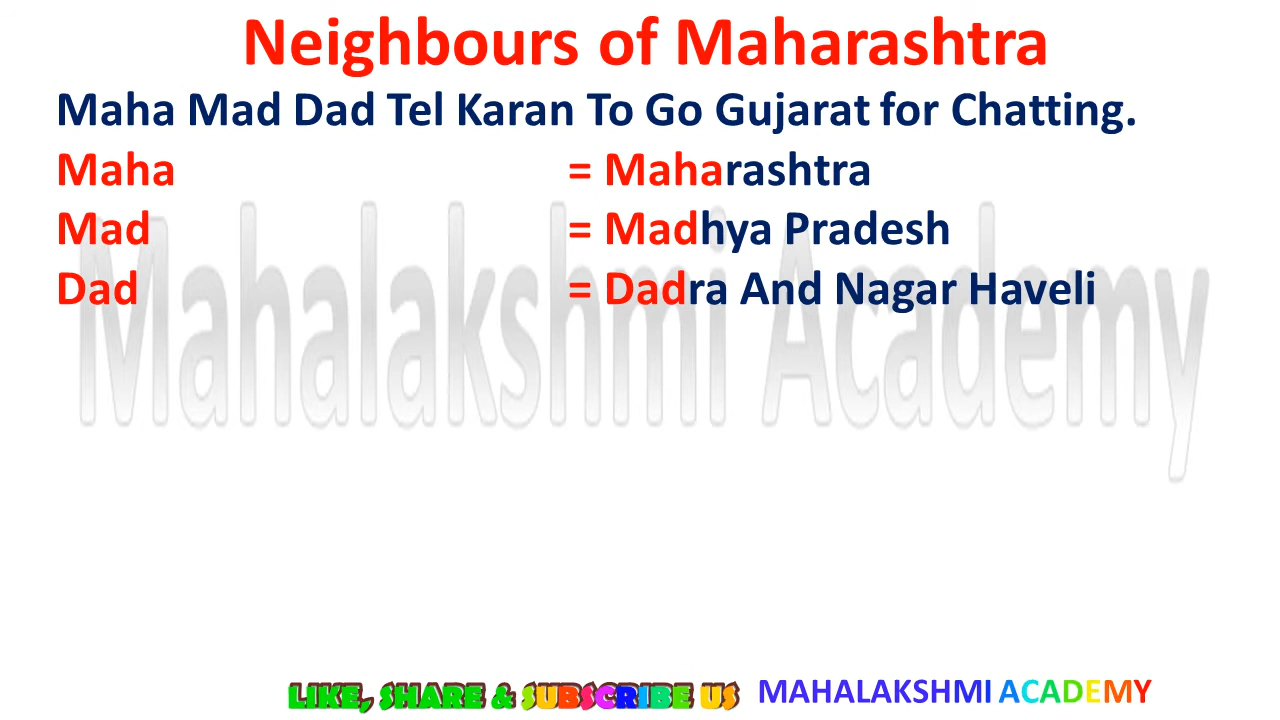 Neighbours of Maharashtra
Maha Mad Dad Tel Karan To Go Gujarat for Chatting.
Maha = Maharashtra
Mad = Madhya Pradesh
Dad = Dadra And Nagar Haveli
Mahalakshmi Academy
LIKE, SHARE & SUBSCRIBE US MAHALAKSHMI ACADEMY